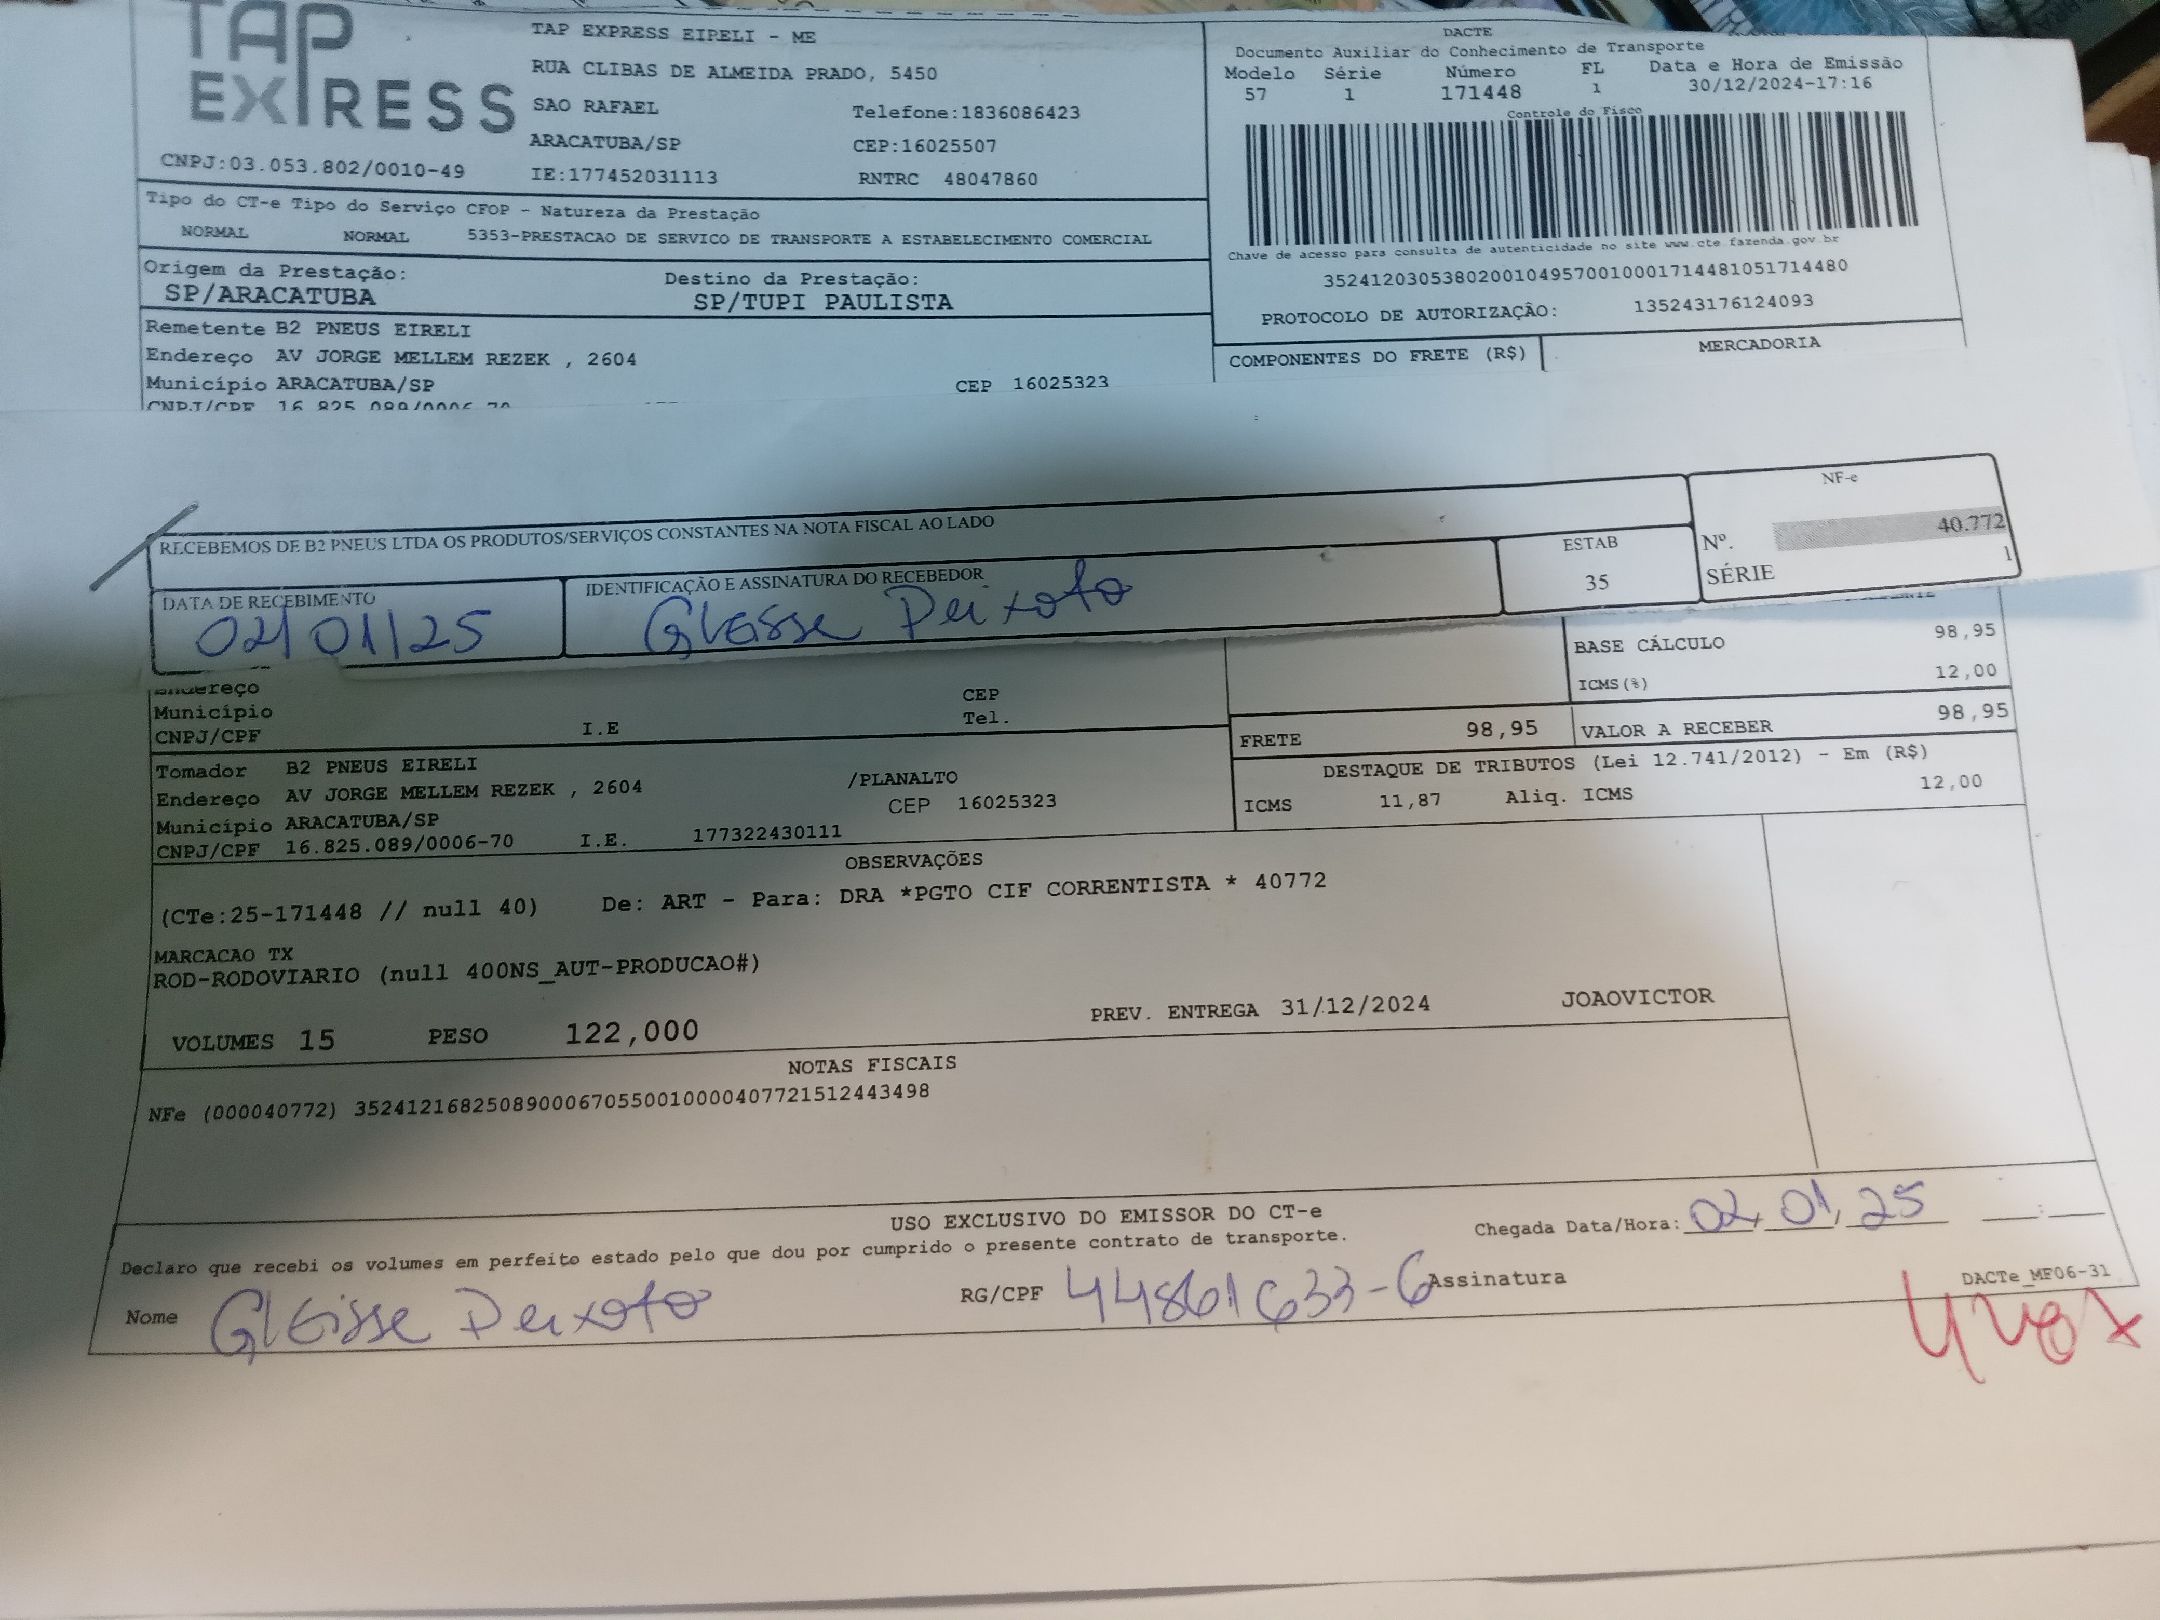 TAP EXPRESS
TAP EXPRESS EIRELI - ME
RUA CLIBAS DE ALMEIDA PRADO, 5450
SAO RAFAEL Telefone:1836086423
ARACATUBA/SP CEP:16025507
CNPJ:03.053.802/0010-49 IE:177452031113 RNTRC 48047860
DACTE
Documento Auxiliar do Conhecimento de Transporte
Modelo Série Número FL Data e Hora de Emissão
57 1 171448 1 30/12/2024-17:16
Controle do Fisco
Chave de acesso para consulta de autenticidade no site www.cte.fazenda.gov.br
35241203053802001049570010001714481051714480
PROTOCOLO DE AUTORIZAÇÃO: 135243176124093
Tipo do CT-e Tipo do Serviço CFOP - Natureza da Prestação
NORMAL NORMAL 5353-PRESTACAO DE SERVICO DE TRANSPORTE A ESTABELECIMENTO COMERCIAL
Origem da Prestação: Destino da Prestação:
SP/ARACATUBA SP/TUPI PAULISTA
Remetente B2 PNEUS EIRELI
Endereço AV JORGE MELLEM REZEK , 2604
Município ARACATUBA/SP CEP 16025323
CNPJ/CPF 16.825.089/0006-70
COMPONENTES DO FRETE (R$) MERCADORIA
RECEBEMOS DE B2 PNEUS LTDA OS PRODUTOS/SERVIÇOS CONSTANTES NA NOTA FISCAL AO LADO
DATA DE RECEBIMENTO
02/01/25
IDENTIFICAÇÃO E ASSINATURA DO RECEBEDOR
Gleisse Peixoto
ESTAB
35
NF-e
Nº. 40.772
SÉRIE 1
Endereço CEP
Município Tel.
CNPJ/CPF I.E
BASE CÁLCULO 98,95
ICMS(%) 12,00
FRETE 98,95 VALOR A RECEBER 98,95
DESTAQUE DE TRIBUTOS (Lei 12.741/2012) - Em (R$)
ICMS 11,87 Aliq. ICMS 12,00
Tomador B2 PNEUS EIRELI
Endereço AV JORGE MELLEM REZEK , 2604 /PLANALTO
Município ARACATUBA/SP CEP 16025323
CNPJ/CPF 16.825.089/0006-70 I.E. 177322430111
OBSERVAÇÕES
(CTe:25-171448 // null 40) De: ART - Para: DRA *PGTO CIF CORRENTISTA * 40772
MARCACAO TX
ROD-RODOVIARIO (null 400NS_AUT-PRODUCAO#)
VOLUMES 15 PESO 122,000 PREV. ENTREGA 31/12/2024 JOAOVICTOR
NOTAS FISCAIS
NFe (000040772) 35241216825089000670550010000407721512443498
USO EXCLUSIVO DO EMISSOR DO CT-e
Declaro que recebi os volumes em perfeito estado pelo que dou por cumprido o presente contrato de transporte.
Chegada Data/Hora: 02/01/25 __:__
Nome Gleisse Peixoto RG/CPF 44861633-6 Assinatura
DACTe_MF06-31